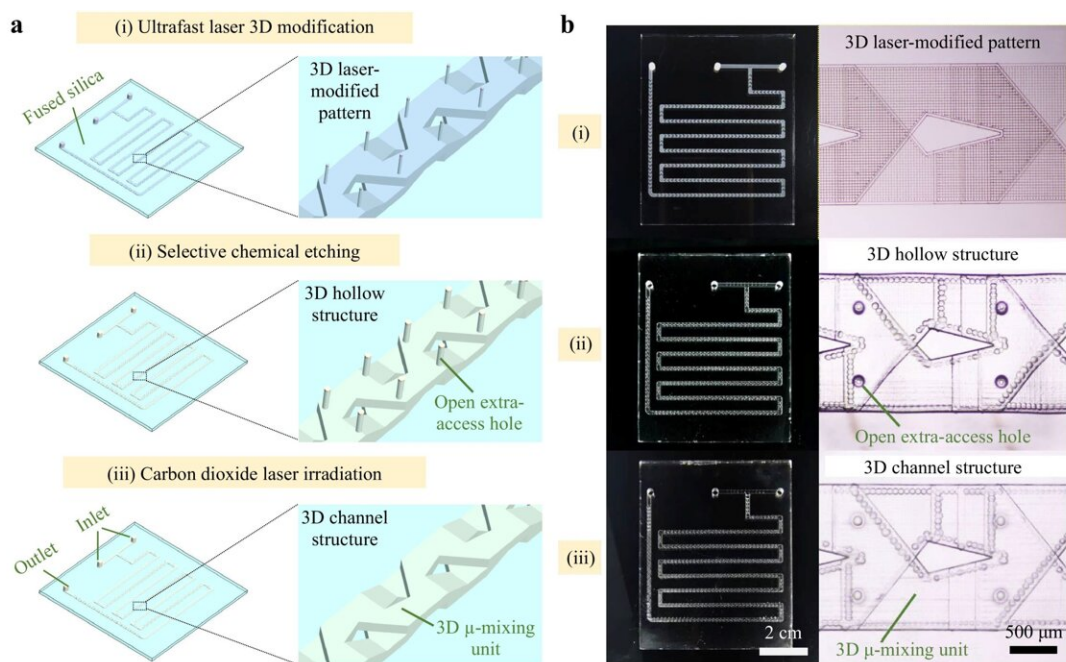 a
(i) Ultrafast laser 3D modification
Fused silica
3D laser-
modified
pattern
(ii) Selective chemical etching
3D hollow
structure
Open extra-
access hole
(iii) Carbon dioxide laser irradiation
Inlet
Outlet
3D channel
structure
3D μ-mixing
unit
b
(i)
3D laser-modified pattern
(ii)
3D hollow structure
Open extra-access hole
(iii)
3D channel structure
2 cm
3D μ-mixing unit
500 μm